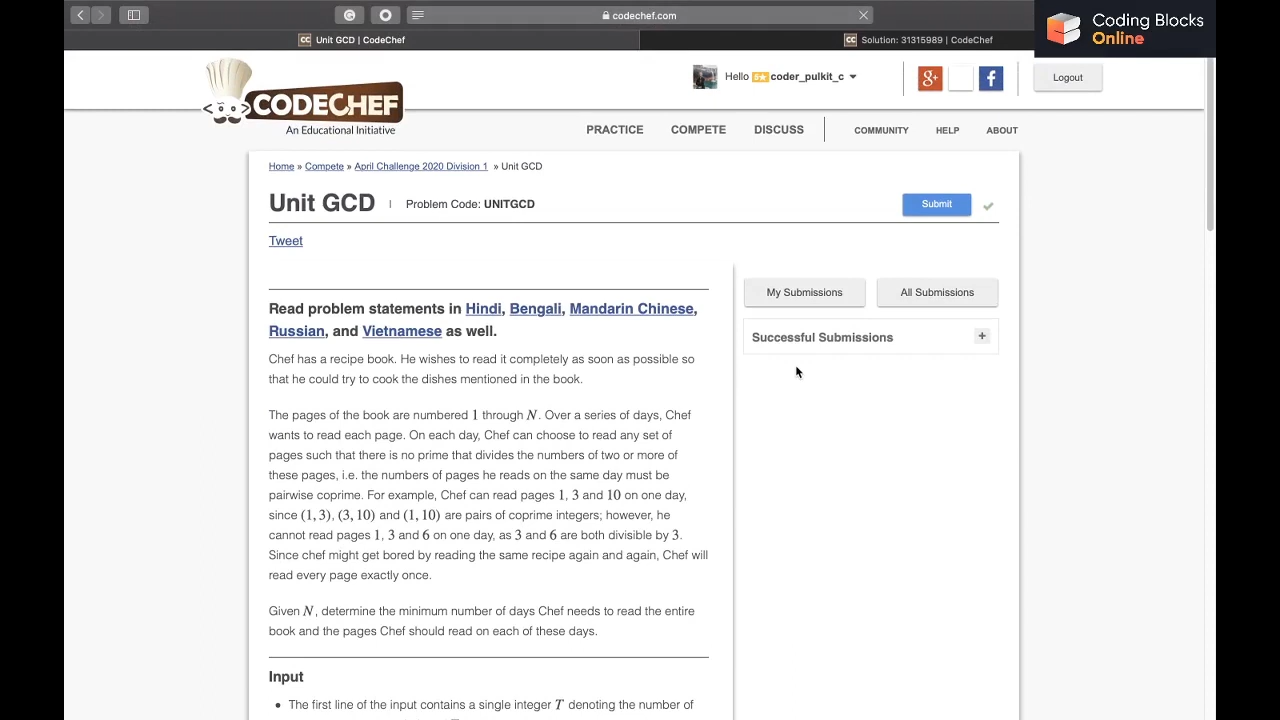 codechef.com
Coding Blocks
Online
Unit GCD | CodeChef
Solution: 31315989 | CodeChef
CODECHEF
An Educational Initiative
Hello 6★ coder_pulkit_c
Logout
PRACTICE COMPETE DISCUSS COMMUNITY HELP ABOUT
Home » Compete » April Challenge 2020 Division 1 » Unit GCD
Unit GCD | Problem Code: UNITGCD
Submit
Tweet
My Submissions
All Submissions
Successful Submissions +
Read problem statements in Hindi, Bengali, Mandarin Chinese,
Russian, and Vietnamese as well.
Chef has a recipe book. He wishes to read it completely as soon as possible so
that he could try to cook the dishes mentioned in the book.
The pages of the book are numbered 1 through N. Over a series of days, Chef
wants to read each page. On each day, Chef can choose to read any set of
pages such that there is no prime that divides the numbers of two or more of
these pages, i.e. the numbers of pages he reads on the same day must be
pairwise coprime. For example, Chef can read pages 1, 3 and 10 on one day,
since (1, 3), (3, 10) and (1, 10) are pairs of coprime integers; however, he
cannot read pages 1, 3 and 6 on one day, as 3 and 6 are both divisible by 3.
Since chef might get bored by reading the same recipe again and again, Chef will
read every page exactly once.
Given N, determine the minimum number of days Chef needs to read the entire
book and the pages Chef should read on each of these days.
Input
• The first line of the input contains a single integer T denoting the number of